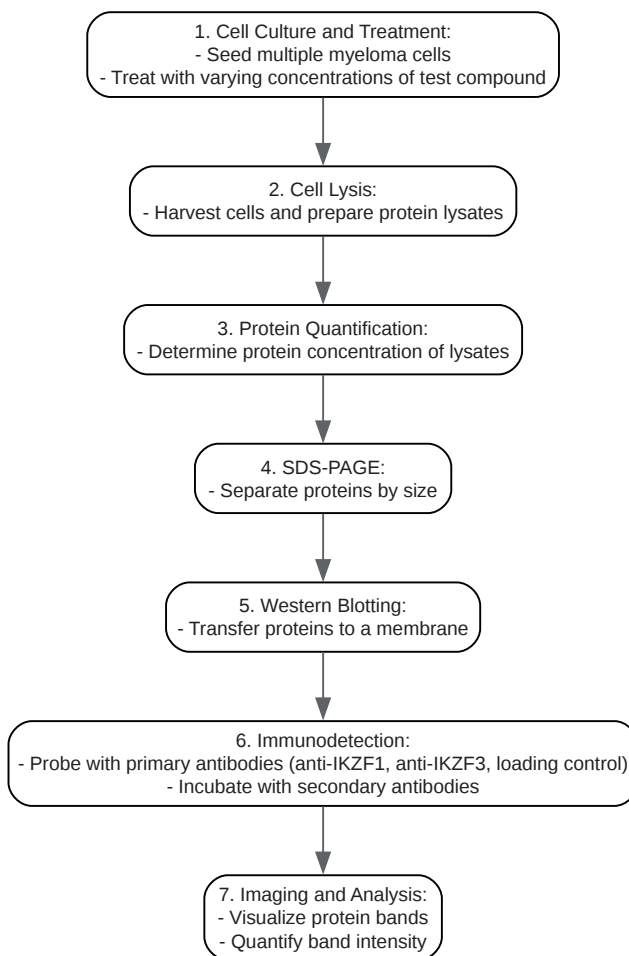 1. Cell Culture and Treatment:
- Seed multiple myeloma cells
- Treat with varying concentrations of test compound
2. Cell Lysis:
- Harvest cells and prepare protein lysates
3. Protein Quantification:
- Determine protein concentration of lysates
4. SDS-PAGE:
- Separate proteins by size
5. Western Blotting:
- Transfer proteins to a membrane
6. Immunodetection:
- Probe with primary antibodies (anti-IKZF1, anti-IKZF3, loading control)
- Incubate with secondary antibodies
7. Imaging and Analysis:
- Visualize protein bands
- Quantify band intensity